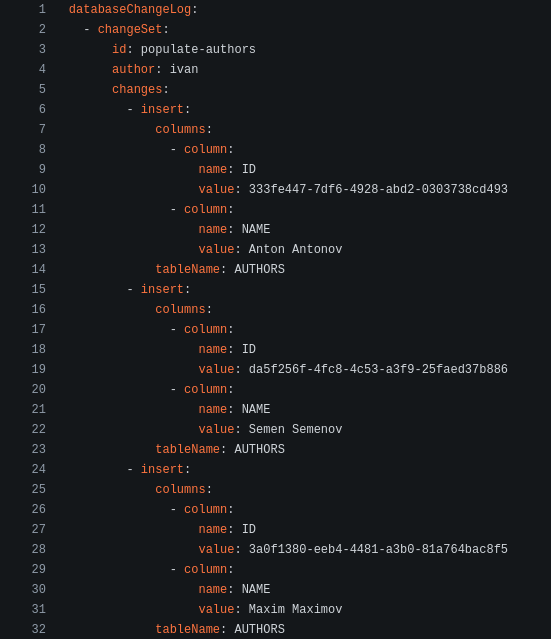 1 databaseChangeLog:
2 - changeSet:
3 id: populate-authors
4 author: ivan
5 changes:
6 - insert:
7 columns:
8 - column:
9 name: ID
10 value: 333fe447-7df6-4928-abd2-0303738cd493
11 - column:
12 name: NAME
13 value: Anton Antonov
14 tableName: AUTHORS
15 - insert:
16 columns:
17 - column:
18 name: ID
19 value: da5f256f-4fc8-4c53-a3f9-25faed37b886
20 - column:
21 name: NAME
22 value: Semen Semenov
23 tableName: AUTHORS
24 - insert:
25 columns:
26 - column:
27 name: ID
28 value: 3a0f1380-eeb4-4481-a3b0-81a764bac8f5
29 - column:
30 name: NAME
31 value: Maxim Maximov
32 tableName: AUTHORS